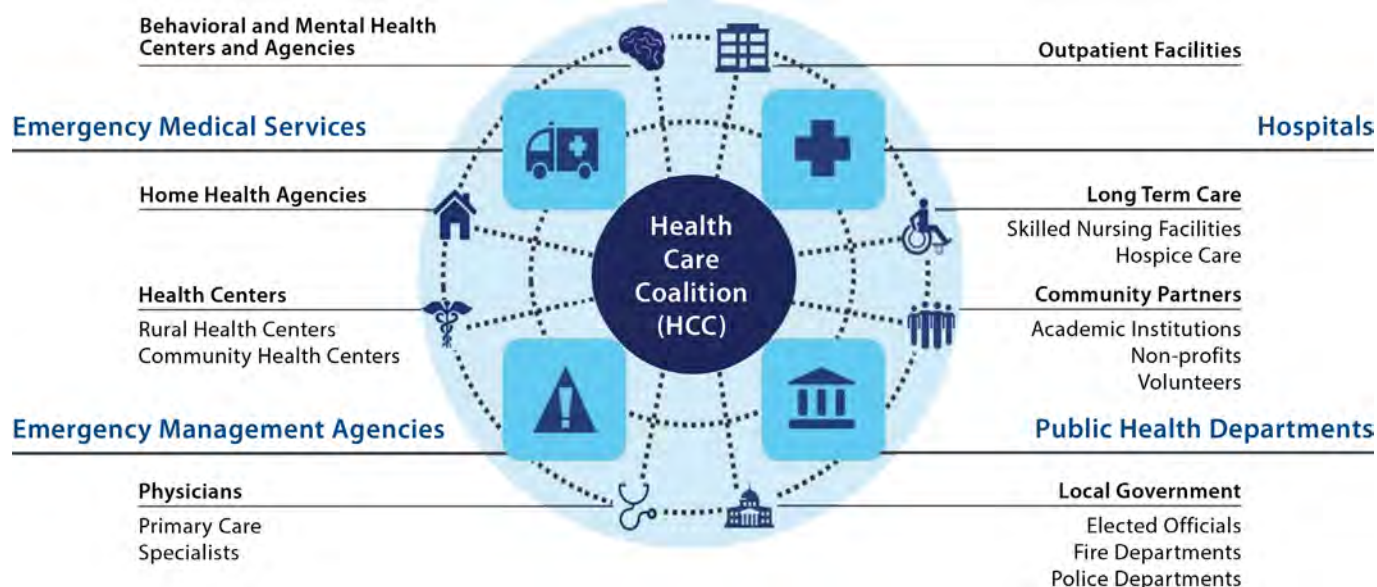 Behavioral and Mental Health
Centers and Agencies
Outpatient Facilities
Emergency Medical Services
Hospitals
Home Health Agencies
Long Term Care
Skilled Nursing Facilities
Hospice Care
Health
Care
Coalition
(HCC)
Health Centers
Rural Health Centers
Community Health Centers
Community Partners
Academic Institutions
Non-profits
Volunteers
Emergency Management Agencies
Public Health Departments
Physicians
Primary Care
Specialists
Local Government
Elected Officials
Fire Departments
Police Departments